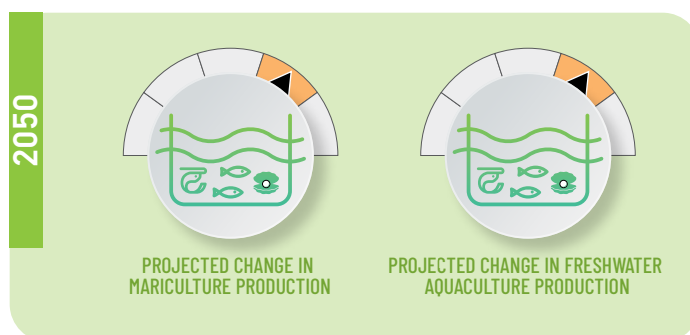 2050
PROJECTED CHANGE IN
MARICULTURE PRODUCTION
PROJECTED CHANGE IN FRESHWATER
AQUACULTURE PRODUCTION